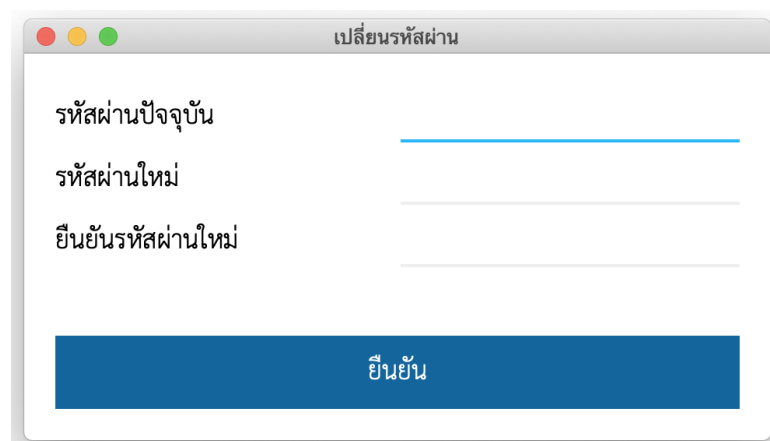 เปลี่ยนรหัสผ่าน
รหัสผ่านปัจจุบัน
รหัสผ่านใหม่
ยืนยันรหัสผ่านใหม่
ยืนยัน